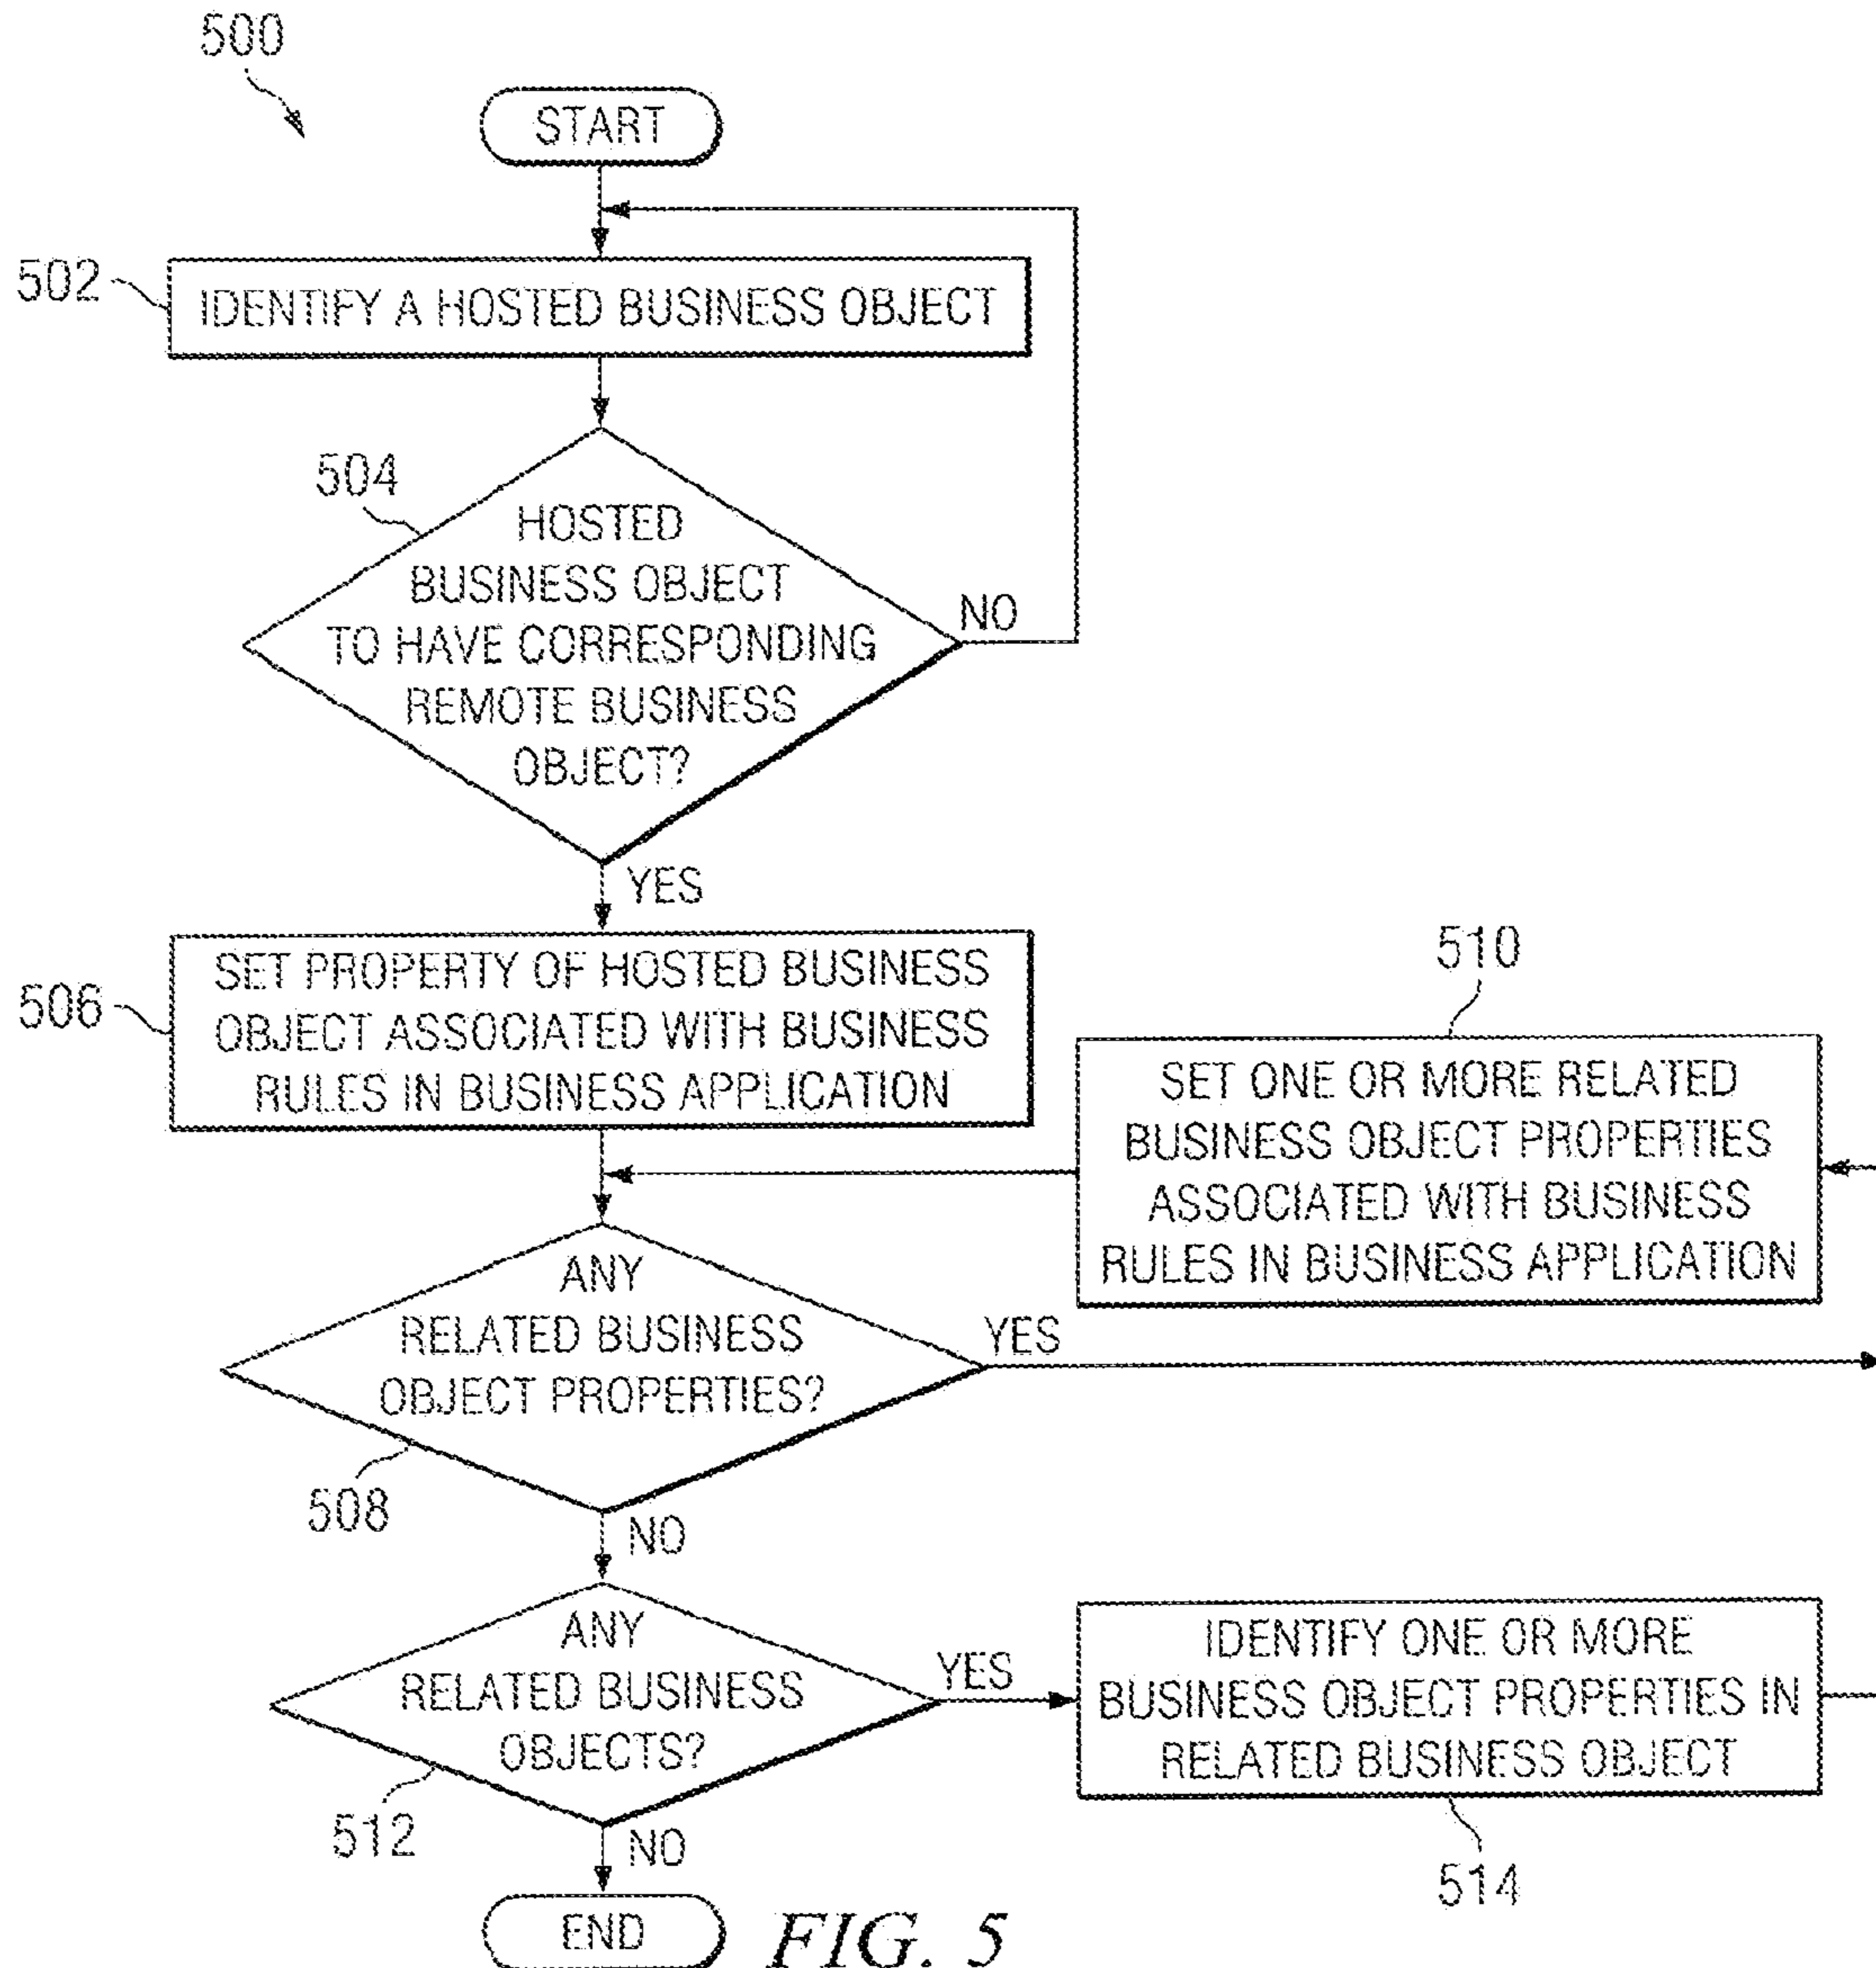 500
START
502
IDENTIFY A HOSTED BUSINESS OBJECT
504
HOSTED
BUSINESS OBJECT
TO HAVE CORRESPONDING
REMOTE BUSINESS
OBJECT?
NO
YES
506
SET PROPERTY OF HOSTED BUSINESS
OBJECT ASSOCIATED WITH BUSINESS
RULES IN BUSINESS APPLICATION
510
SET ONE OR MORE RELATED
BUSINESS OBJECT PROPERTIES
ASSOCIATED WITH BUSINESS
RULES IN BUSINESS APPLICATION
ANY
RELATED BUSINESS
OBJECT PROPERTIES?
YES
508
NO
ANY
RELATED BUSINESS
OBJECTS?
YES
512
NO
IDENTIFY ONE OR MORE
BUSINESS OBJECT PROPERTIES IN
RELATED BUSINESS OBJECT
514
END
FIG. 5